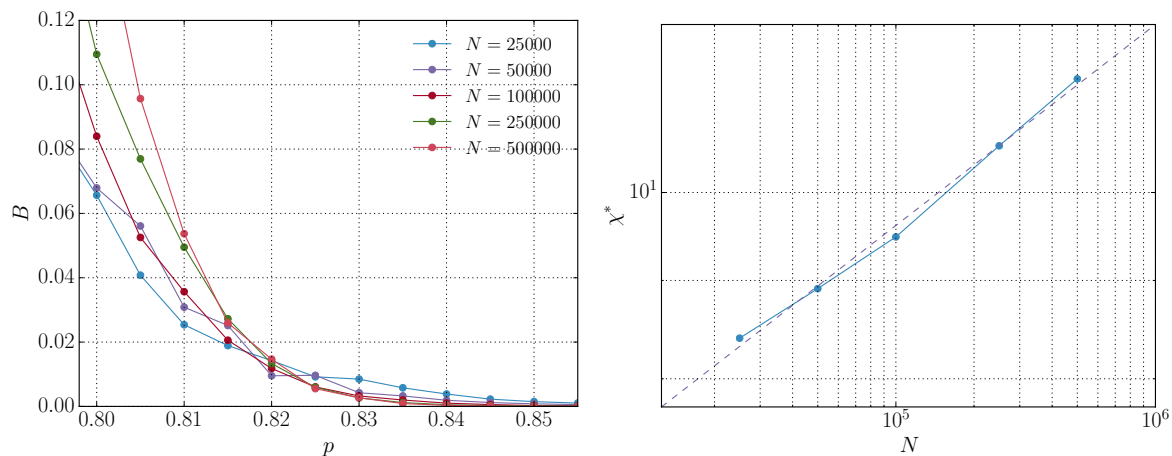 0.12
0.10
0.08
0.06
0.04
0.02
0.00
B
0.80 0.81 0.82 0.83 0.84 0.85
p
N = 25000
N = 50000
N = 100000
N = 250000
N = 500000
χ*
10¹
10⁵ 10⁶
N